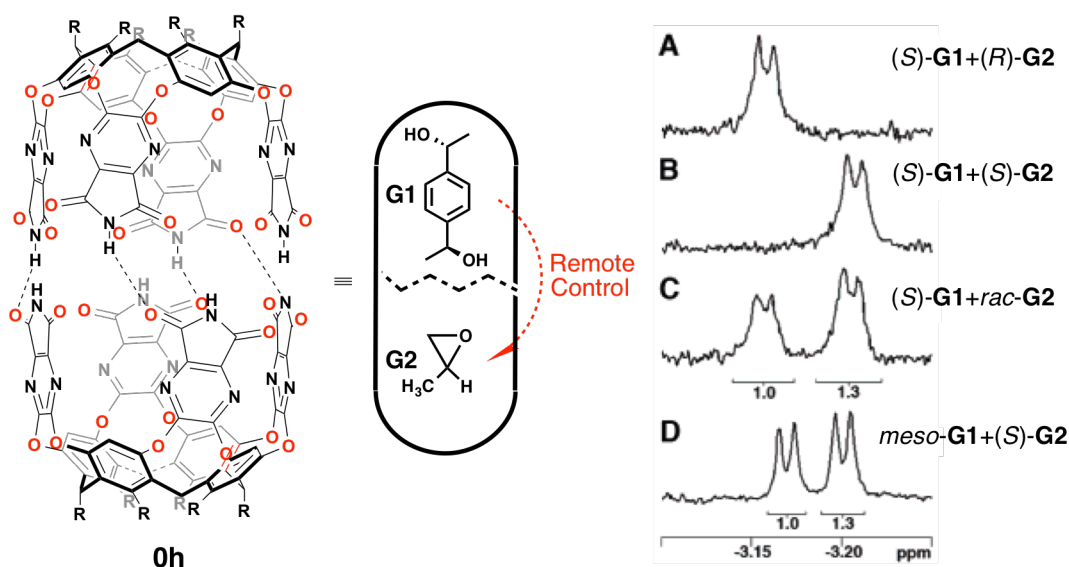 R R R R
O O O O O O O O
N N N N N N N N
O O O O O O O O
N N N N
H H H
H H H
N N N N
O O O O O O O O
N N N N N N N N
O O O O O O O O
R R R R
0h
≡
HO
G1
OH
Remote
Control
G2
O
H₃C H
A
(S)-G1+(R)-G2
B
(S)-G1+(S)-G2
C
(S)-G1+rac-G2
1.0 1.3
D
meso-G1+(S)-G2
1.0 1.3
-3.15 -3.20 ppm